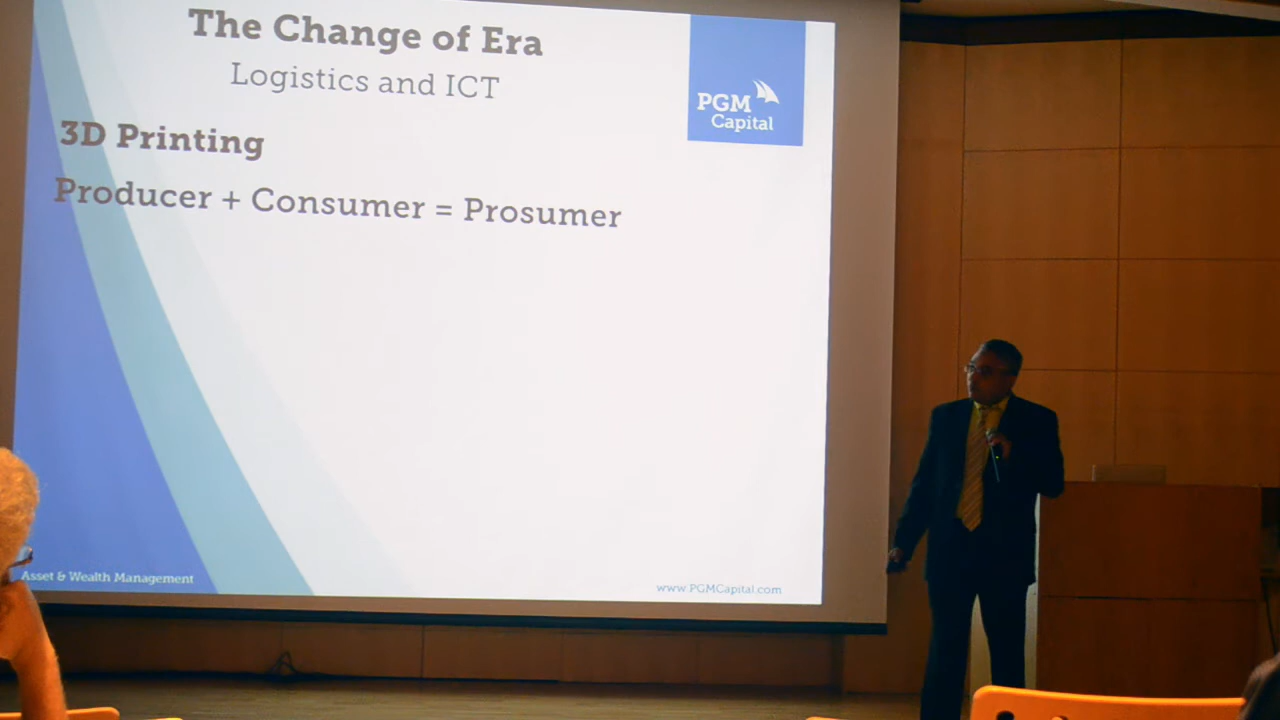 The Change of Era
Logistics and ICT
PGM
Capital
3D Printing
Producer + Consumer = Prosumer
Asset & Wealth Management
www.PGMCapital.com